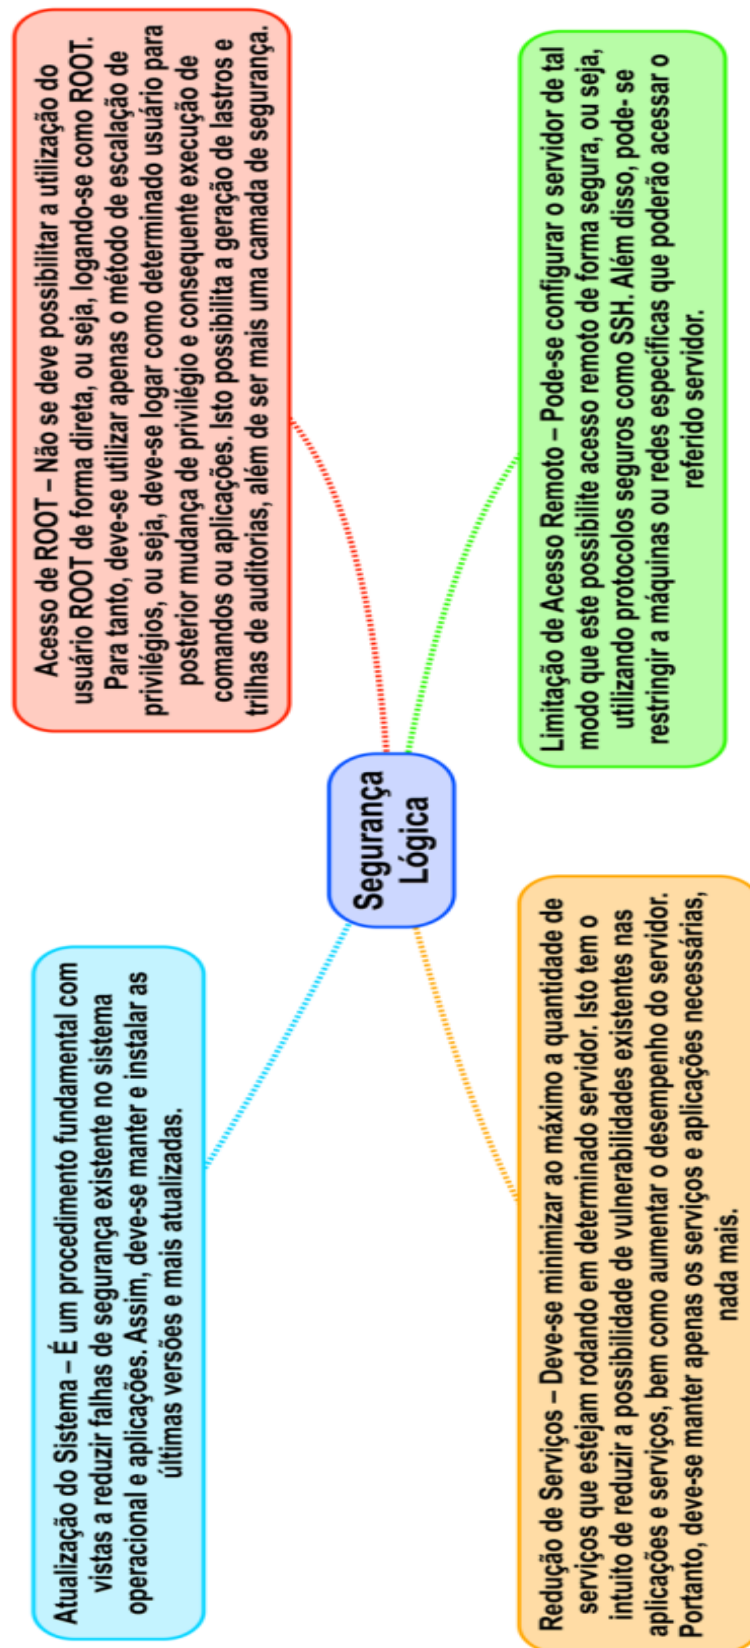 Atualização do Sistema – É um procedimento fundamental com
vistas a reduzir falhas de segurança existente no sistema
operacional e aplicações. Assim, deve-se manter e instalar as
últimas versões e mais atualizadas.
Acesso de ROOT – Não se deve possibilitar a utilização do
usuário ROOT de forma direta, ou seja, logando-se como ROOT.
Para tanto, deve-se utilizar apenas o método de escalação de
privilégios, ou seja, deve-se logar como determinado usuário para
posterior mudança de privilégio e consequente execução de
comandos ou aplicações. Isto possibilita a geração de lastros e
trilhas de auditorias, além de ser mais uma camada de segurança.
Segurança
Lógica
Redução de Serviços – Deve-se minimizar ao máximo a quantidade de
serviços que estejam rodando em determinado servidor. Isto tem o
intuito de reduzir a possibilidade de vulnerabilidades existentes nas
aplicações e serviços, bem como aumentar o desempenho do servidor.
Portanto, deve-se manter apenas os serviços e aplicações necessárias,
nada mais.
Limitação de Acesso Remoto – Pode-se configurar o servidor de tal
modo que este possibilite acesso remoto de forma segura, ou seja,
utilizando protocolos seguros como SSH. Além disso, pode- se
restringir a máquinas ou redes específicas que poderão acessar o
referido servidor.